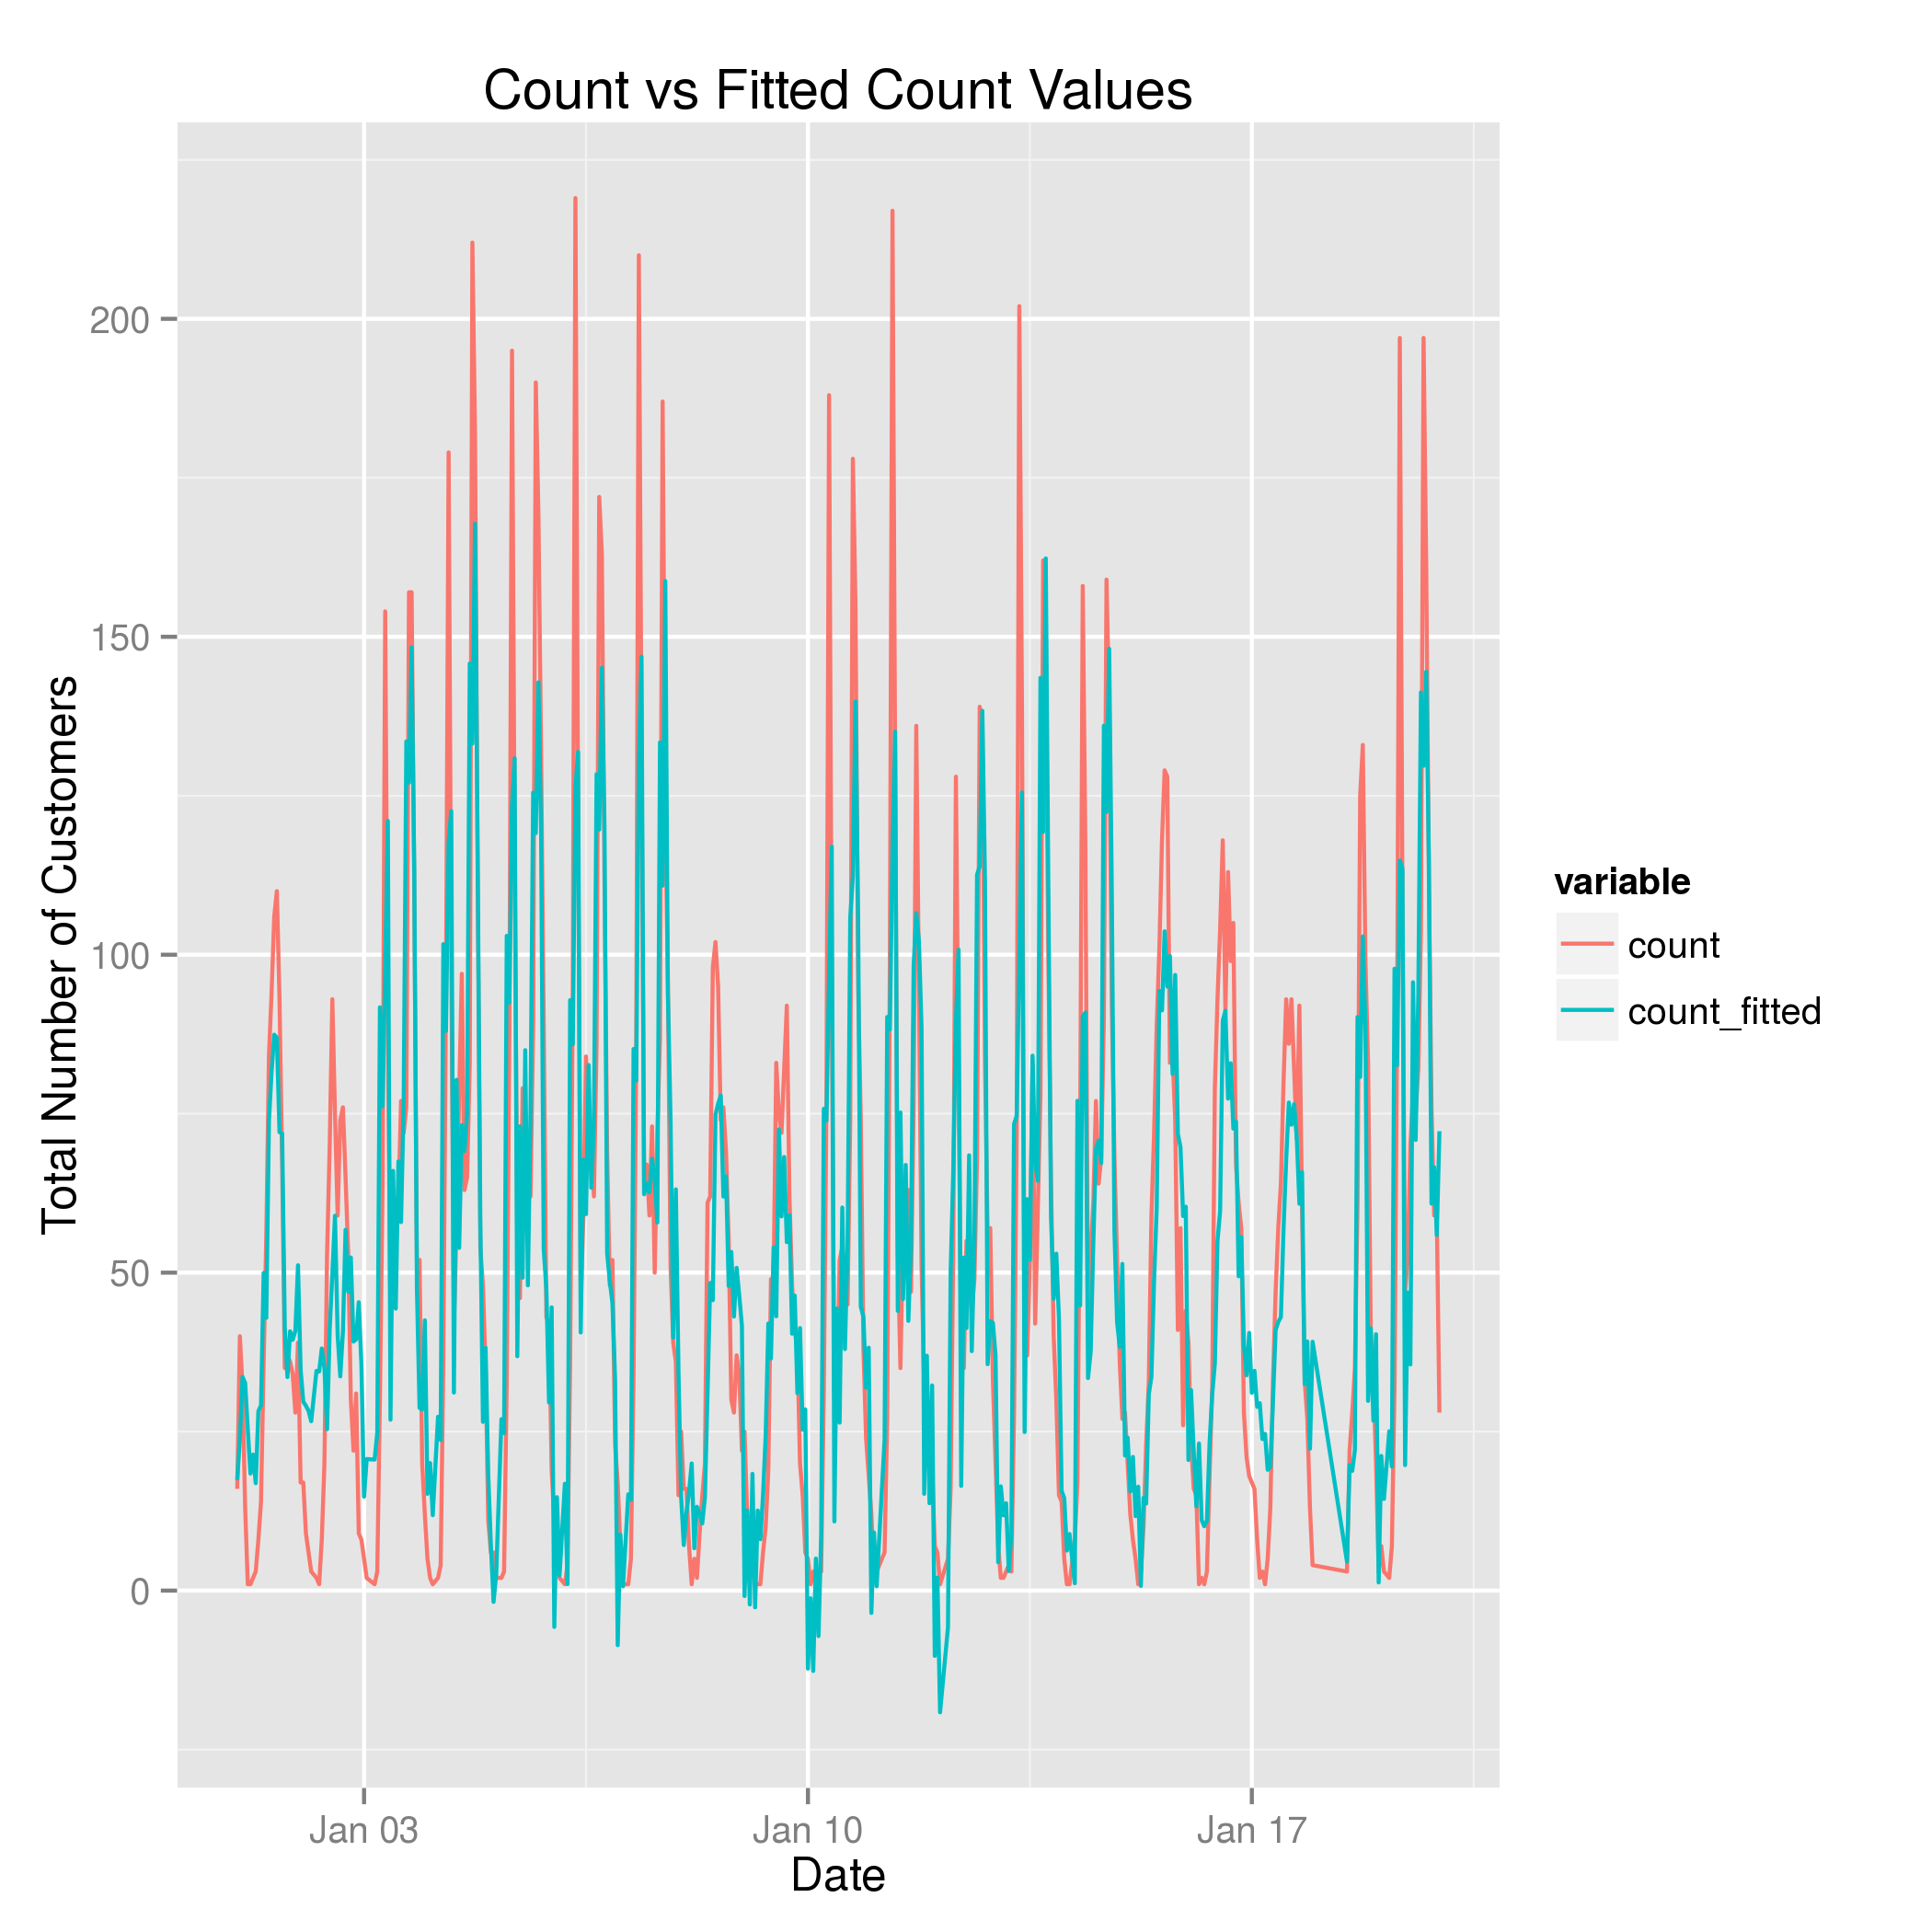 Count vs Fitted Count Values
Total Number of Customers
200
150
100
50
0
Jan 03
Jan 10
Jan 17
Date
variable
count
count_fitted